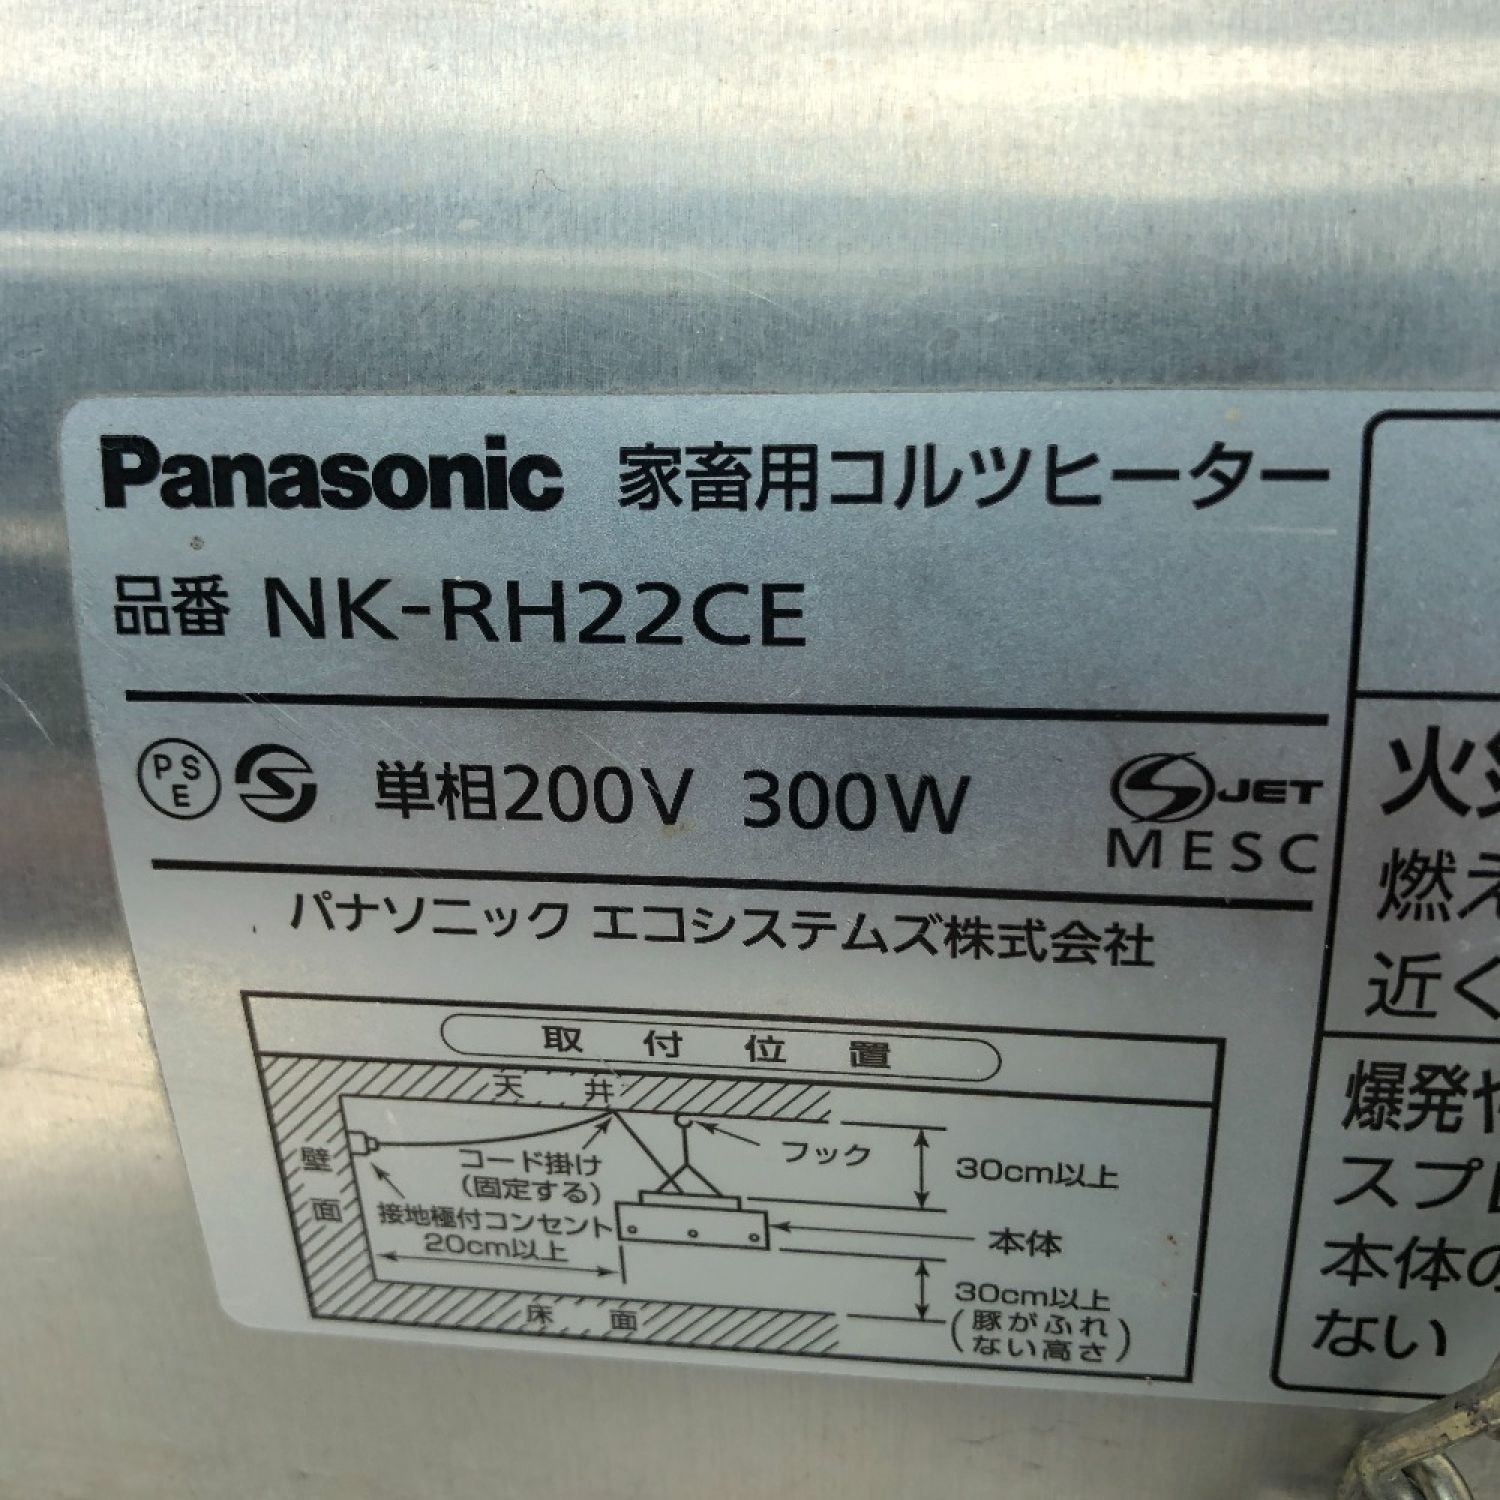 Panasonic 家畜用コルツヒーター
品番 NK-RH22CE
PSE 単相200V 300W
JET
MESC
パナソニック エコシステムズ株式会社
取付位置
天井
壁面
コード掛け
(固定する)
フック
30cm以上
接地極付コンセント
20cm以上
本体
30cm以上
(豚がふれ
ない高さ)
床面
火災
燃え
近く
爆発や
スプレ
本体の
ない